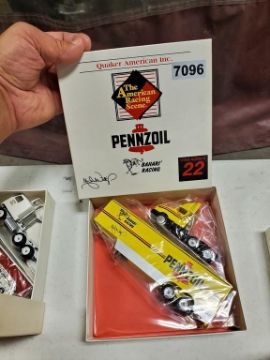 Quaker American Inc.
7096
The
American
Racing
Scene
PENNZOIL
BAHARI'
RACING
22
PENNZOIL